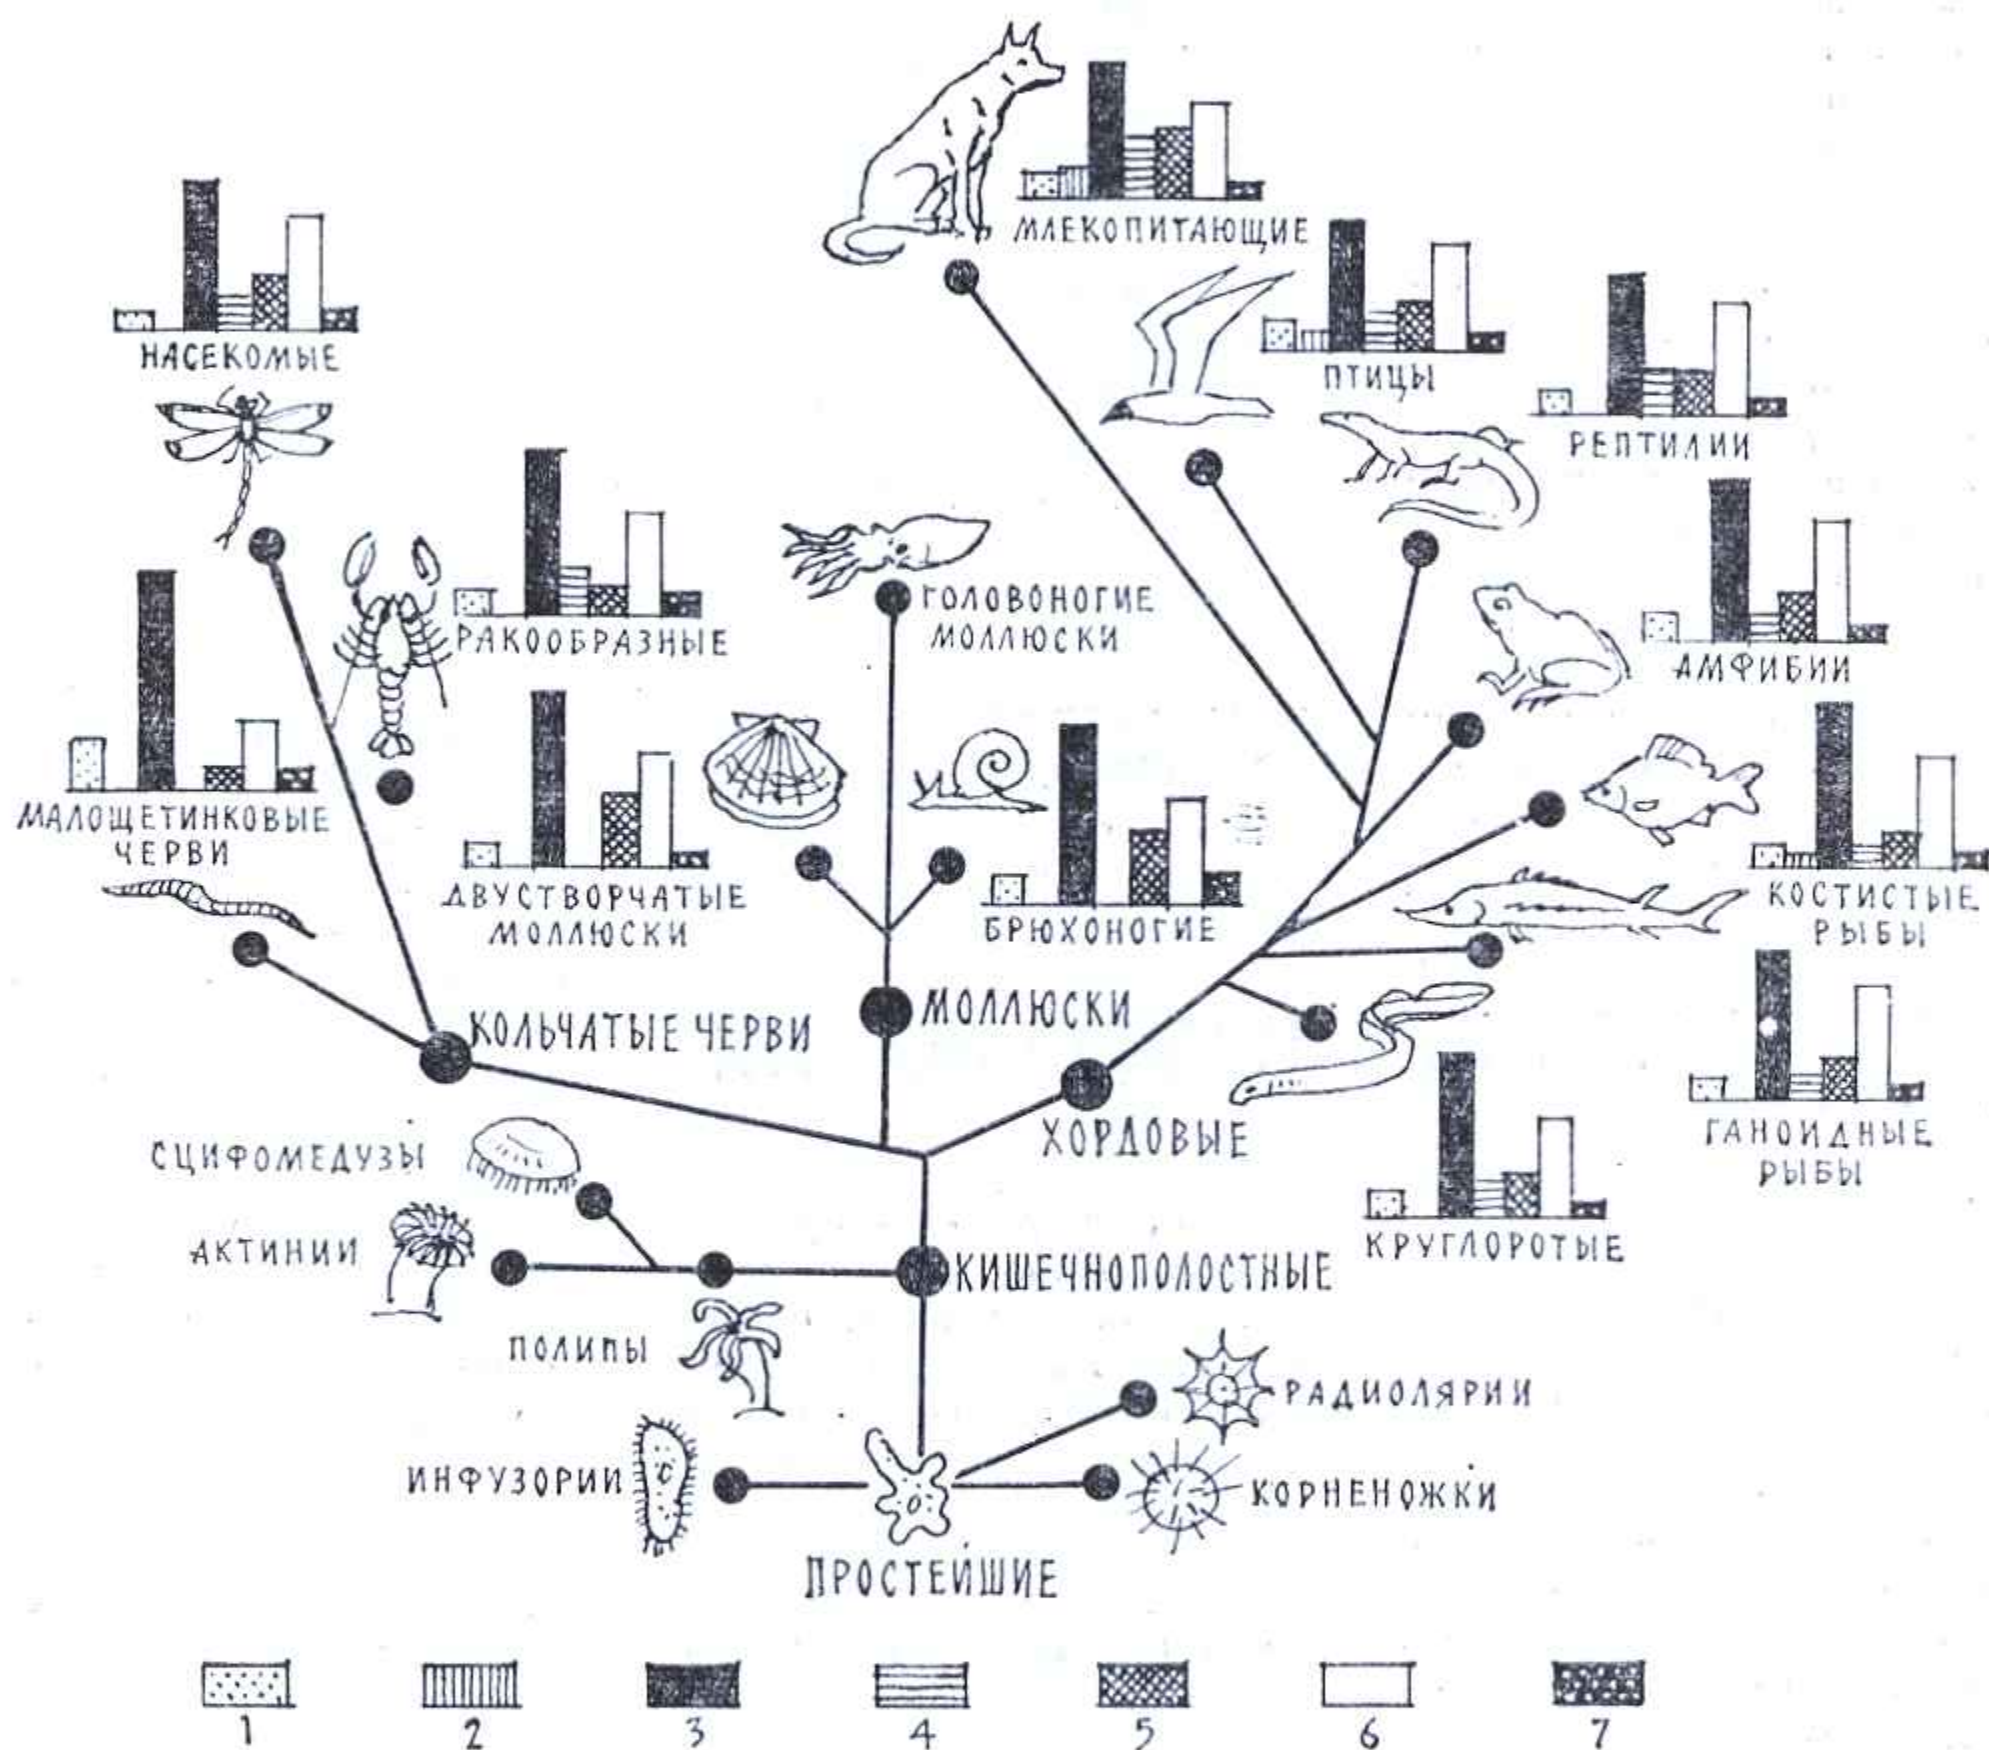 МЛЕКОПИТАЮЩИЕ
НАСЕКОМЫЕ
ПТИЦЫ
РЕПТИЛИИ
ГОЛОВОНОГИЕ
МОЛЛЮСКИ
РАКООБРАЗНЫЕ
АМФИБИИ
МАЛОЩЕТИНКОВЫЕ
ЧЕРВИ
ДВУСТВОРЧАТЫЕ
МОЛЛЮСКИ
БРЮХОНОГИЕ
КОСТИСТЫЕ
РЫБЫ
КОЛЬЧАТЫЕ ЧЕРВИ
МОЛЛЮСКИ
ХОРДОВЫЕ
ГАНОИДНЫЕ
РЫБЫ
СЦИФОМЕДУЗЫ
АКТИНИИ
КРУГЛОРОТЫЕ
КИШЕЧНОПОЛОСТНЫЕ
ПОЛИПЫ
РАДИОЛЯРИИ
ИНФУЗОРИИ
КОРНЕНОЖКИ
ПРОСТЕЙШИЕ
1 2 3 4 5 6 7